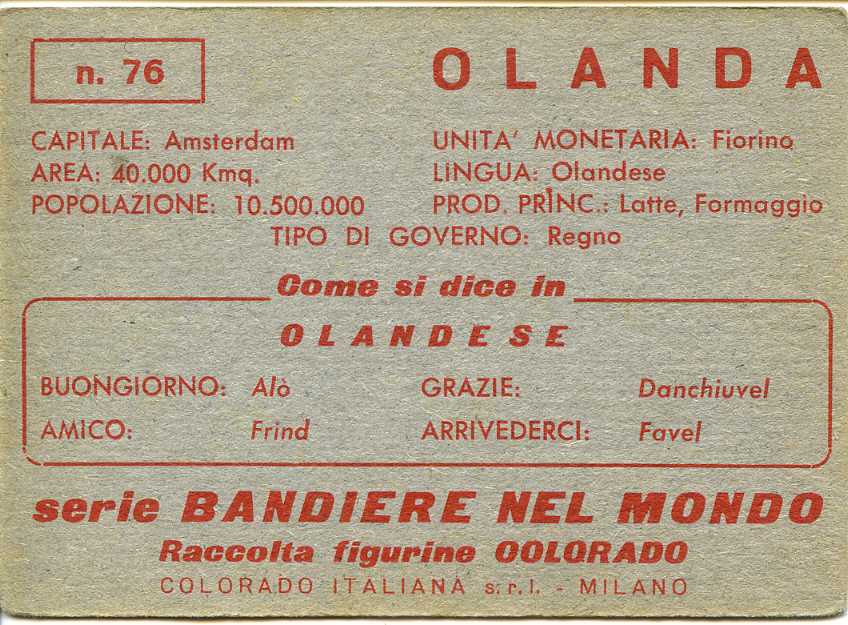 n. 76
OLANDA
CAPITALE: Amsterdam
AREA: 40.000 Kmq.
POPOLAZIONE: 10.500.000
UNITA' MONETARIA: Fiorino
LINGUA: Olandese
PROD. PRINC.: Latte, Formaggio
TIPO DI GOVERNO: Regno
Come si dice in
OLANDESE
BUONGIORNO: Alò
GRAZIE: Danchiuvel
AMICO: Frind
ARRIVEDERCI: Favel
serie BANDIERE NEL MONDO
Raccolta figurine COLORADO
COLORADO ITALIANA s.r.l. - MILANO